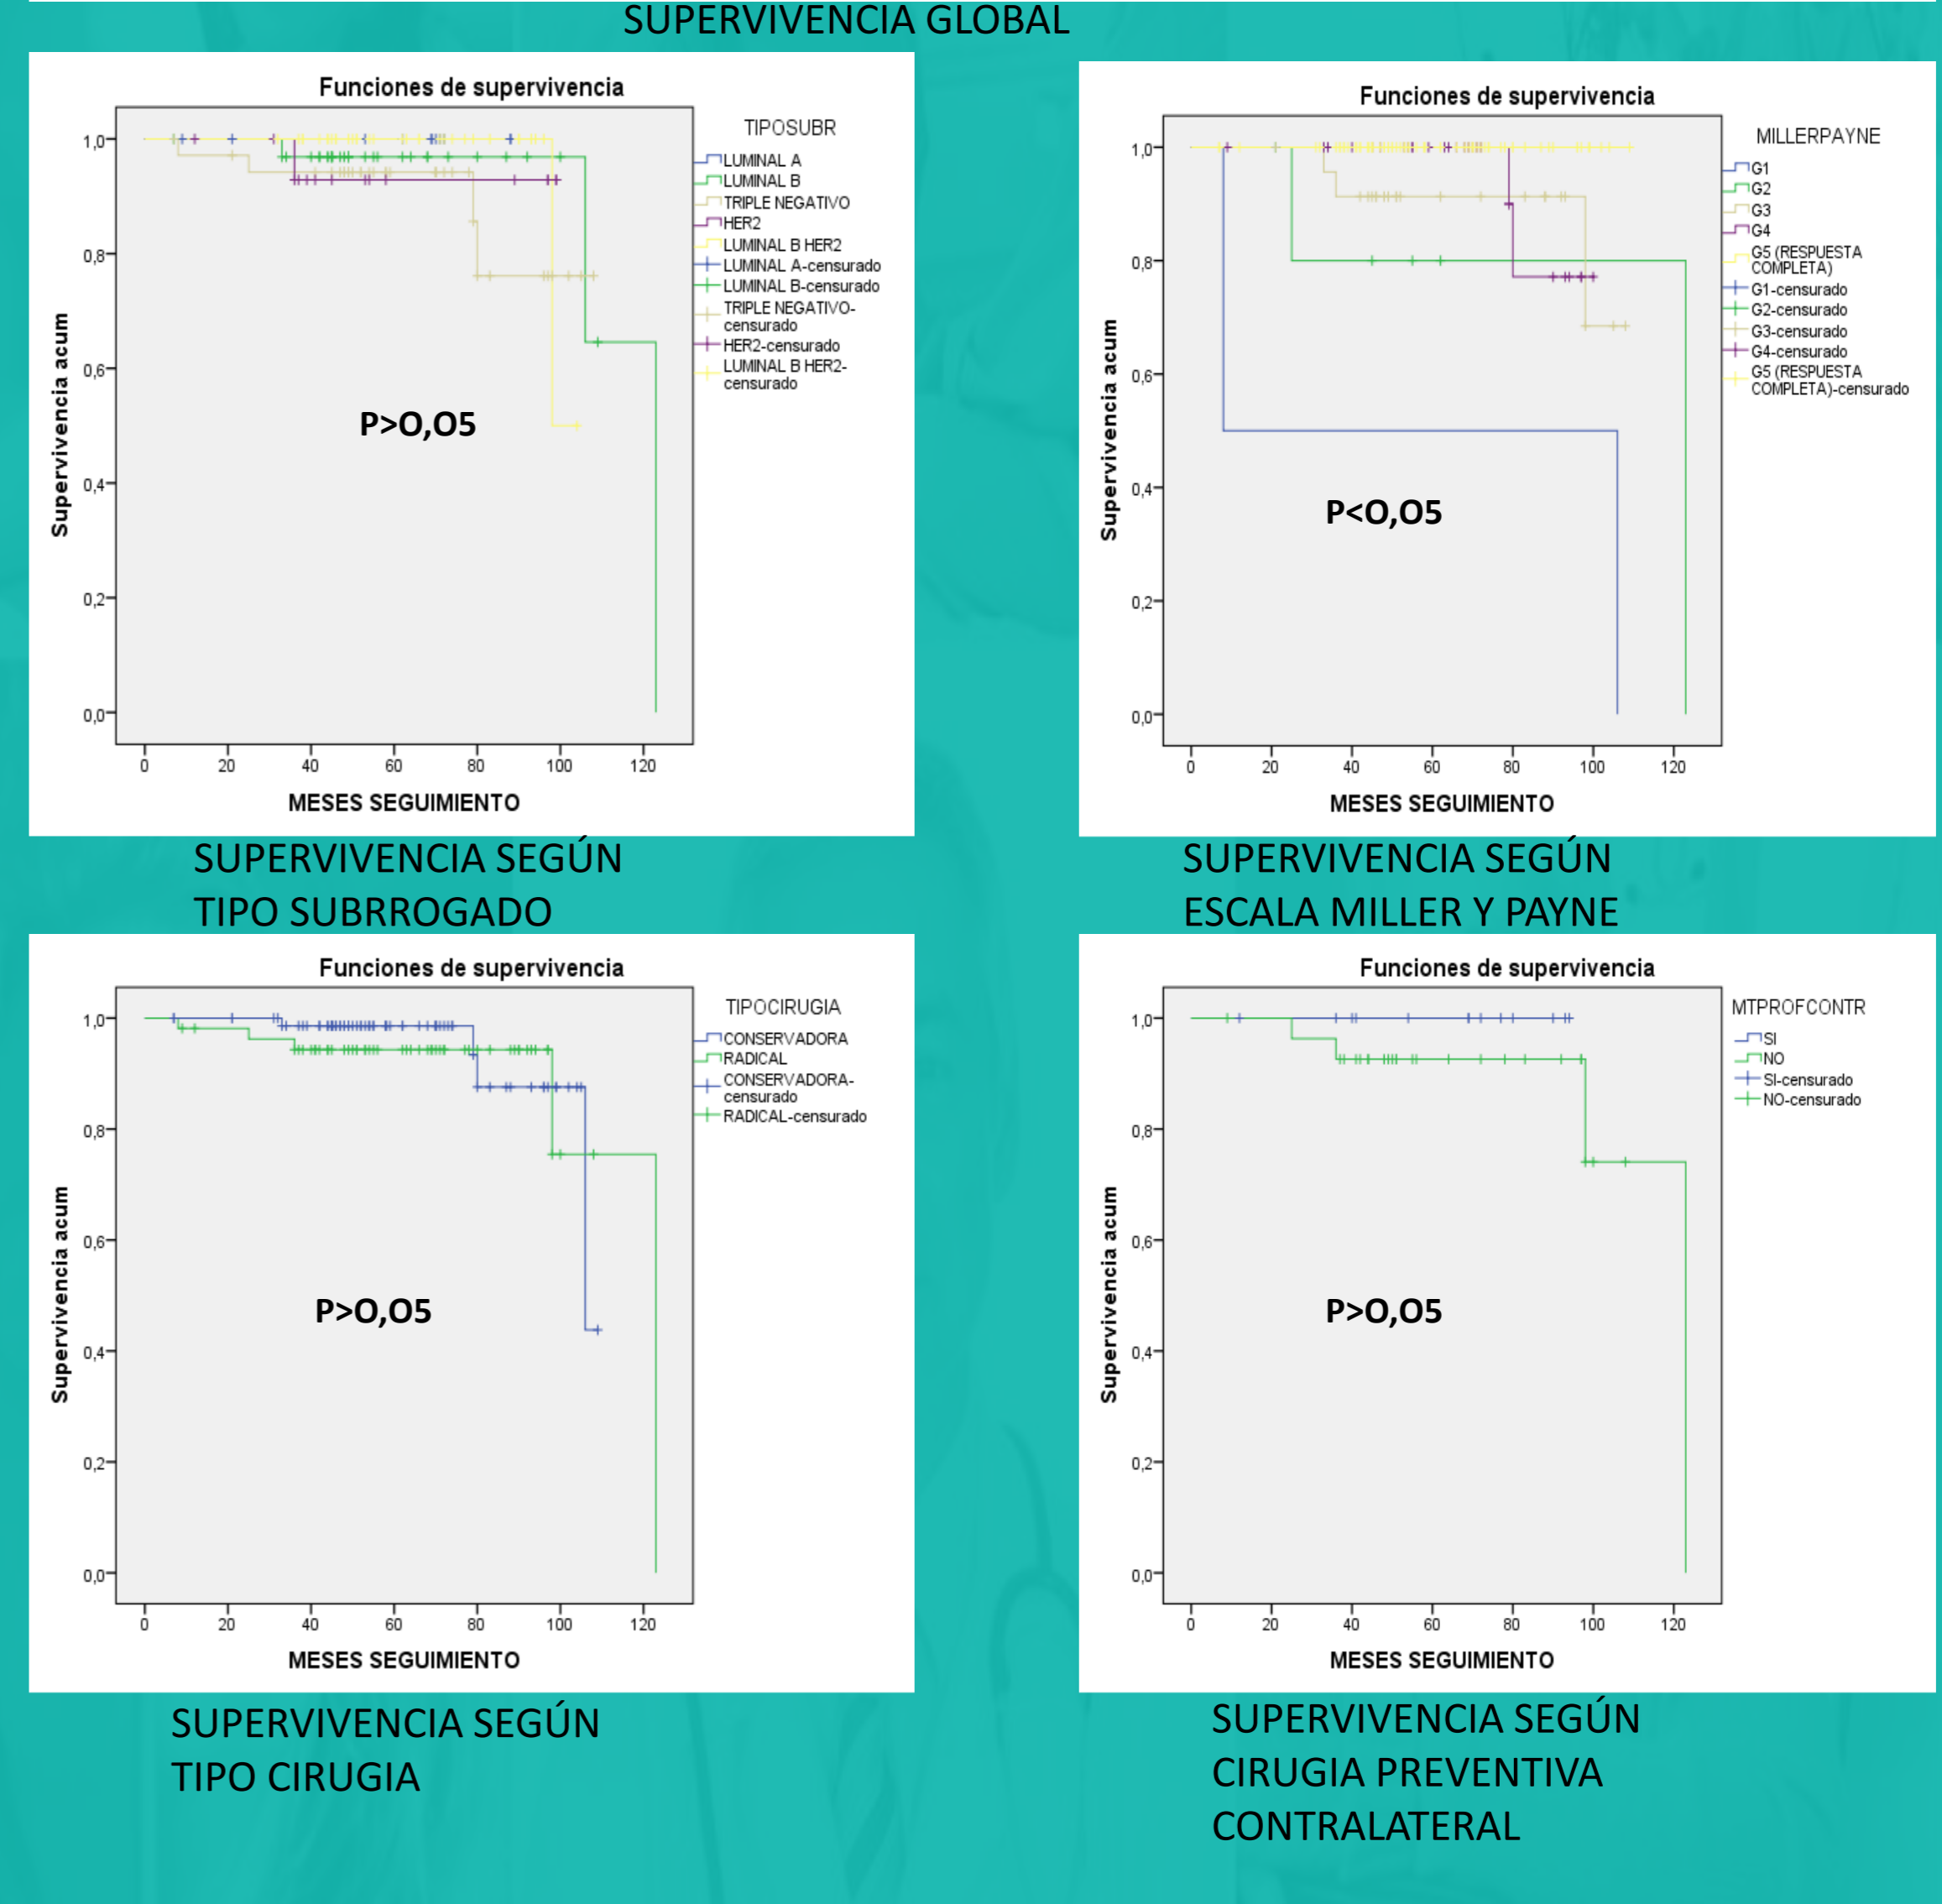 SUPERVIVENCIA GLOBAL
Funciones de supervivencia
TIPOSUBR
LUMINAL A
LUMINAL B
TRIPLE NEGATIVO
HER2
LUMINAL B HER2
LUMINAL A-censurado
LUMINAL B-censurado
TRIPLE NEGATIVO-
censurado
HER2-censurado
LUMINAL B HER2-
censurado
Supervivencia acum
1,0
0,8
0,6
0,4
0,2
0,0
P>O,O5
0 20 40 60 80 100 120
MESES SEGUIMIENTO
SUPERVIVENCIA SEGÚN
TIPO SUBRROGADO
Funciones de supervivencia
MILLERPAYNE
G1
G2
G3
G4
G5 (RESPUESTA
COMPLETA)
G1-censurado
G2-censurado
G3-censurado
G4-censurado
G5 (RESPUESTA
COMPLETA)-censurado
Supervivencia acum
1,0
0,8
0,6
0,4
0,2
0,0
P<O,O5
0 20 40 60 80 100 120
MESES SEGUIMIENTO
SUPERVIVENCIA SEGÚN
ESCALA MILLER Y PAYNE
Funciones de supervivencia
TIPOCIRUGIA
CONSERVADORA
RADICAL
CONSERVADORA-
censurado
RADICAL-censurado
Supervivencia acum
1,0
0,8
0,6
0,4
0,2
0,0
P>O,O5
0 20 40 60 80 100 120
MESES SEGUIMIENTO
SUPERVIVENCIA SEGÚN
TIPO CIRUGIA
Funciones de supervivencia
MTPROFCONTR
SI
NO
SI-censurado
NO-censurado
Supervivencia acum
1,0
0,8
0,6
0,4
0,2
0,0
P>O,O5
0 20 40 60 80 100 120
MESES SEGUIMIENTO
SUPERVIVENCIA SEGÚN
CIRUGIA PREVENTIVA
CONTRALATERAL